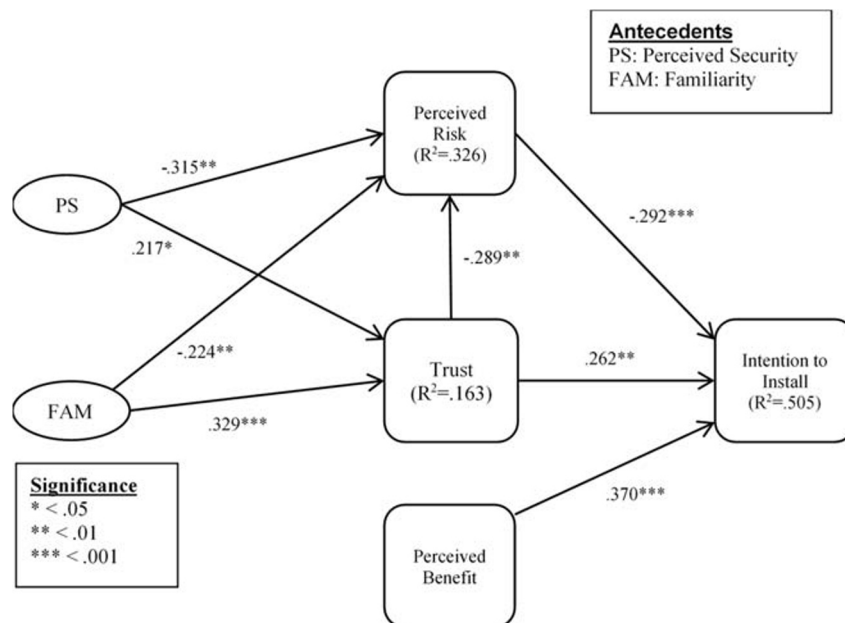 Antecedents
PS: Perceived Security
FAM: Familiarity
Perceived
Risk
(R²=.326)
-.315**
PS
.217*
-.292***
-.289**
-.224**
Trust
(R²=.163)
.262**
Intention to
Install
(R²=.505)
FAM
.329***
Significance
* < .05
** < .01
*** < .001
.370***
Perceived
Benefit